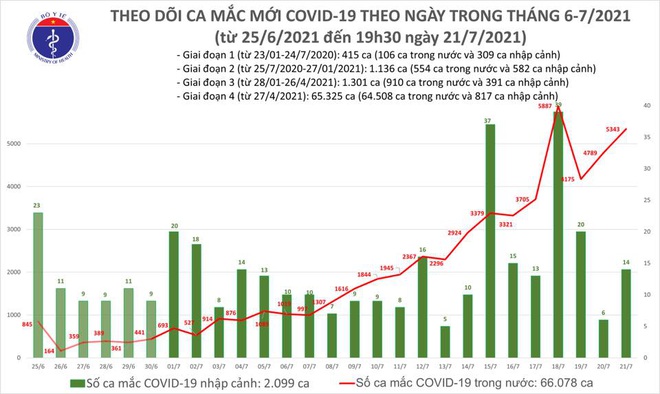 BỘ Y TẾ
MINISTRY OF HEALTH
THEO DÕI CA MẮC MỚI COVID-19 THEO NGÀY TRONG THÁNG 6-7/2021
(từ 25/6/2021 đến 19h30 ngày 21/7/2021)
- Giai đoạn 1 (từ 23/01-24/7/2020): 415 ca (106 ca trong nước và 309 ca nhập cảnh)
- Giai đoạn 2 (từ 25/7/2020-27/01/2021): 1.136 ca (554 ca trong nước và 582 ca nhập cảnh)
- Giai đoạn 3 (từ 28/01-26/4/2021): 1.301 ca (910 ca trong nước và 391 ca nhập cảnh)
- Giai đoạn 4 (từ 27/4/2021): 65.325 ca (64.508 ca trong nước và 817 ca nhập cảnh)
5000 4000 3000 2000 1000 0
40 35 30 25 20 15 10 5 0
23 11 9 9 11 9 20 18 8 14 13 10 10 7 9 9 8 16 5 10 37 15 13 39 20 6 14
845 164 359 389 361 441 693 914 876 1307 1616 1844 1945 2367 2296 2924 3379 3321 3705 5887 4175 4789 5343
25/6 26/6 27/6 28/6 29/6 30/6 01/7 02/7 03/7 04/7 05/7 06/7 07/7 08/7 09/7 10/7 11/7 12/7 13/7 14/7 15/7 16/7 17/7 18/7 19/7 20/7 21/7
Số ca mắc COVID-19 nhập cảnh: 2.099 ca
Số ca mắc COVID-19 trong nước: 66.078 ca